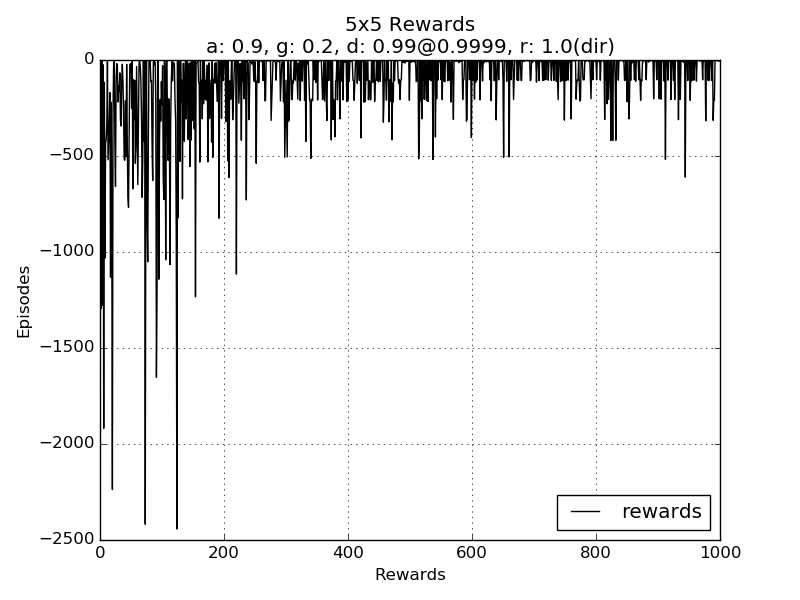 5x5 Rewards
a: 0.9, g: 0.2, d: 0.99@0.9999, r: 1.0(dir)
0
−500
−1000
−1500
−2000
−2500
Episodes
rewards
0 200 400 600 800 1000
Rewards